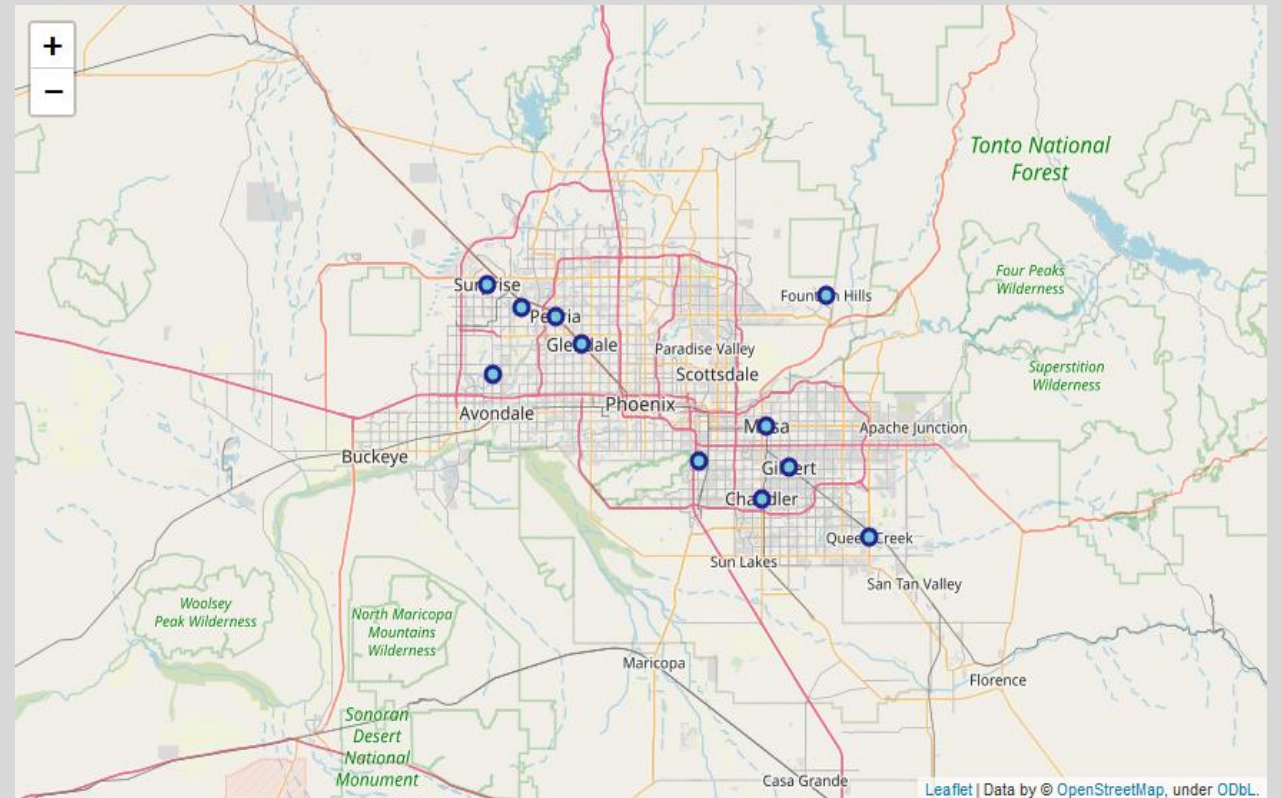 +
−
Tonto National
Forest
Four Peaks
Wilderness
Surprise
Fountain Hills
Peoria
Glendale
Paradise Valley
Scottsdale
Superstition
Wilderness
Phoenix
Avondale
Mesa
Apache Junction
Buckeye
Gilbert
Chandler
Queen Creek
Sun Lakes
San Tan Valley
Woolsey
Peak Wilderness
North Maricopa
Mountains
Wilderness
Maricopa
Florence
Sonoran
Desert
National
Monument
Casa Grande
Leaflet | Data by © OpenStreetMap, under ODbL.